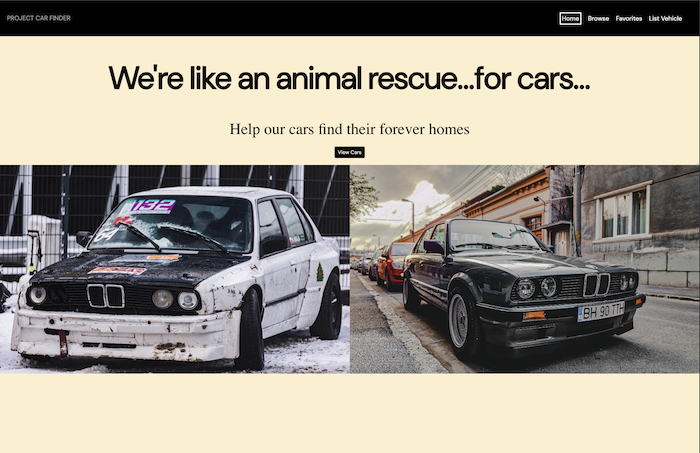 PROJECT CAR FINDER
Home Browse Favorites List Vehicle
We're like an animal rescue...for cars...
Help our cars find their forever homes
View Cars
132
BH 90 TTH